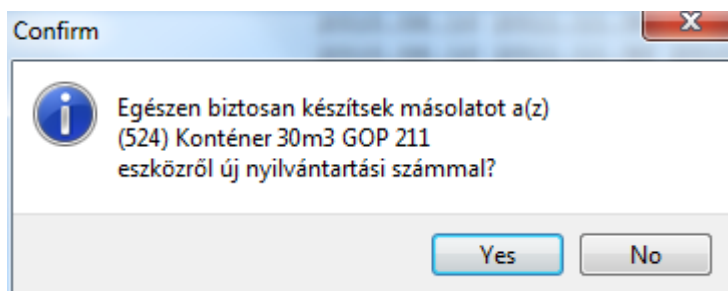 Confirm
Egészen biztosan készítsek másolatot a(z)
(524) Konténer 30m3 GOP 211
eszközről új nyilvántartási számmal?
Yes
No